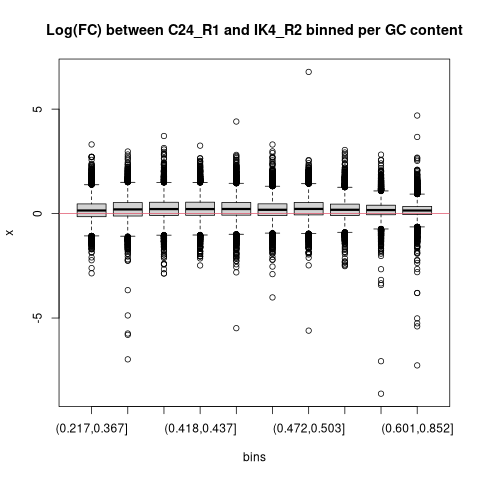 Log(FC) between C24_R1 and IK4_R2 binned per GC content
5
0
-5
x
(0.217,0.367]
(0.418,0.437]
(0.472,0.503]
(0.601,0.852]
bins